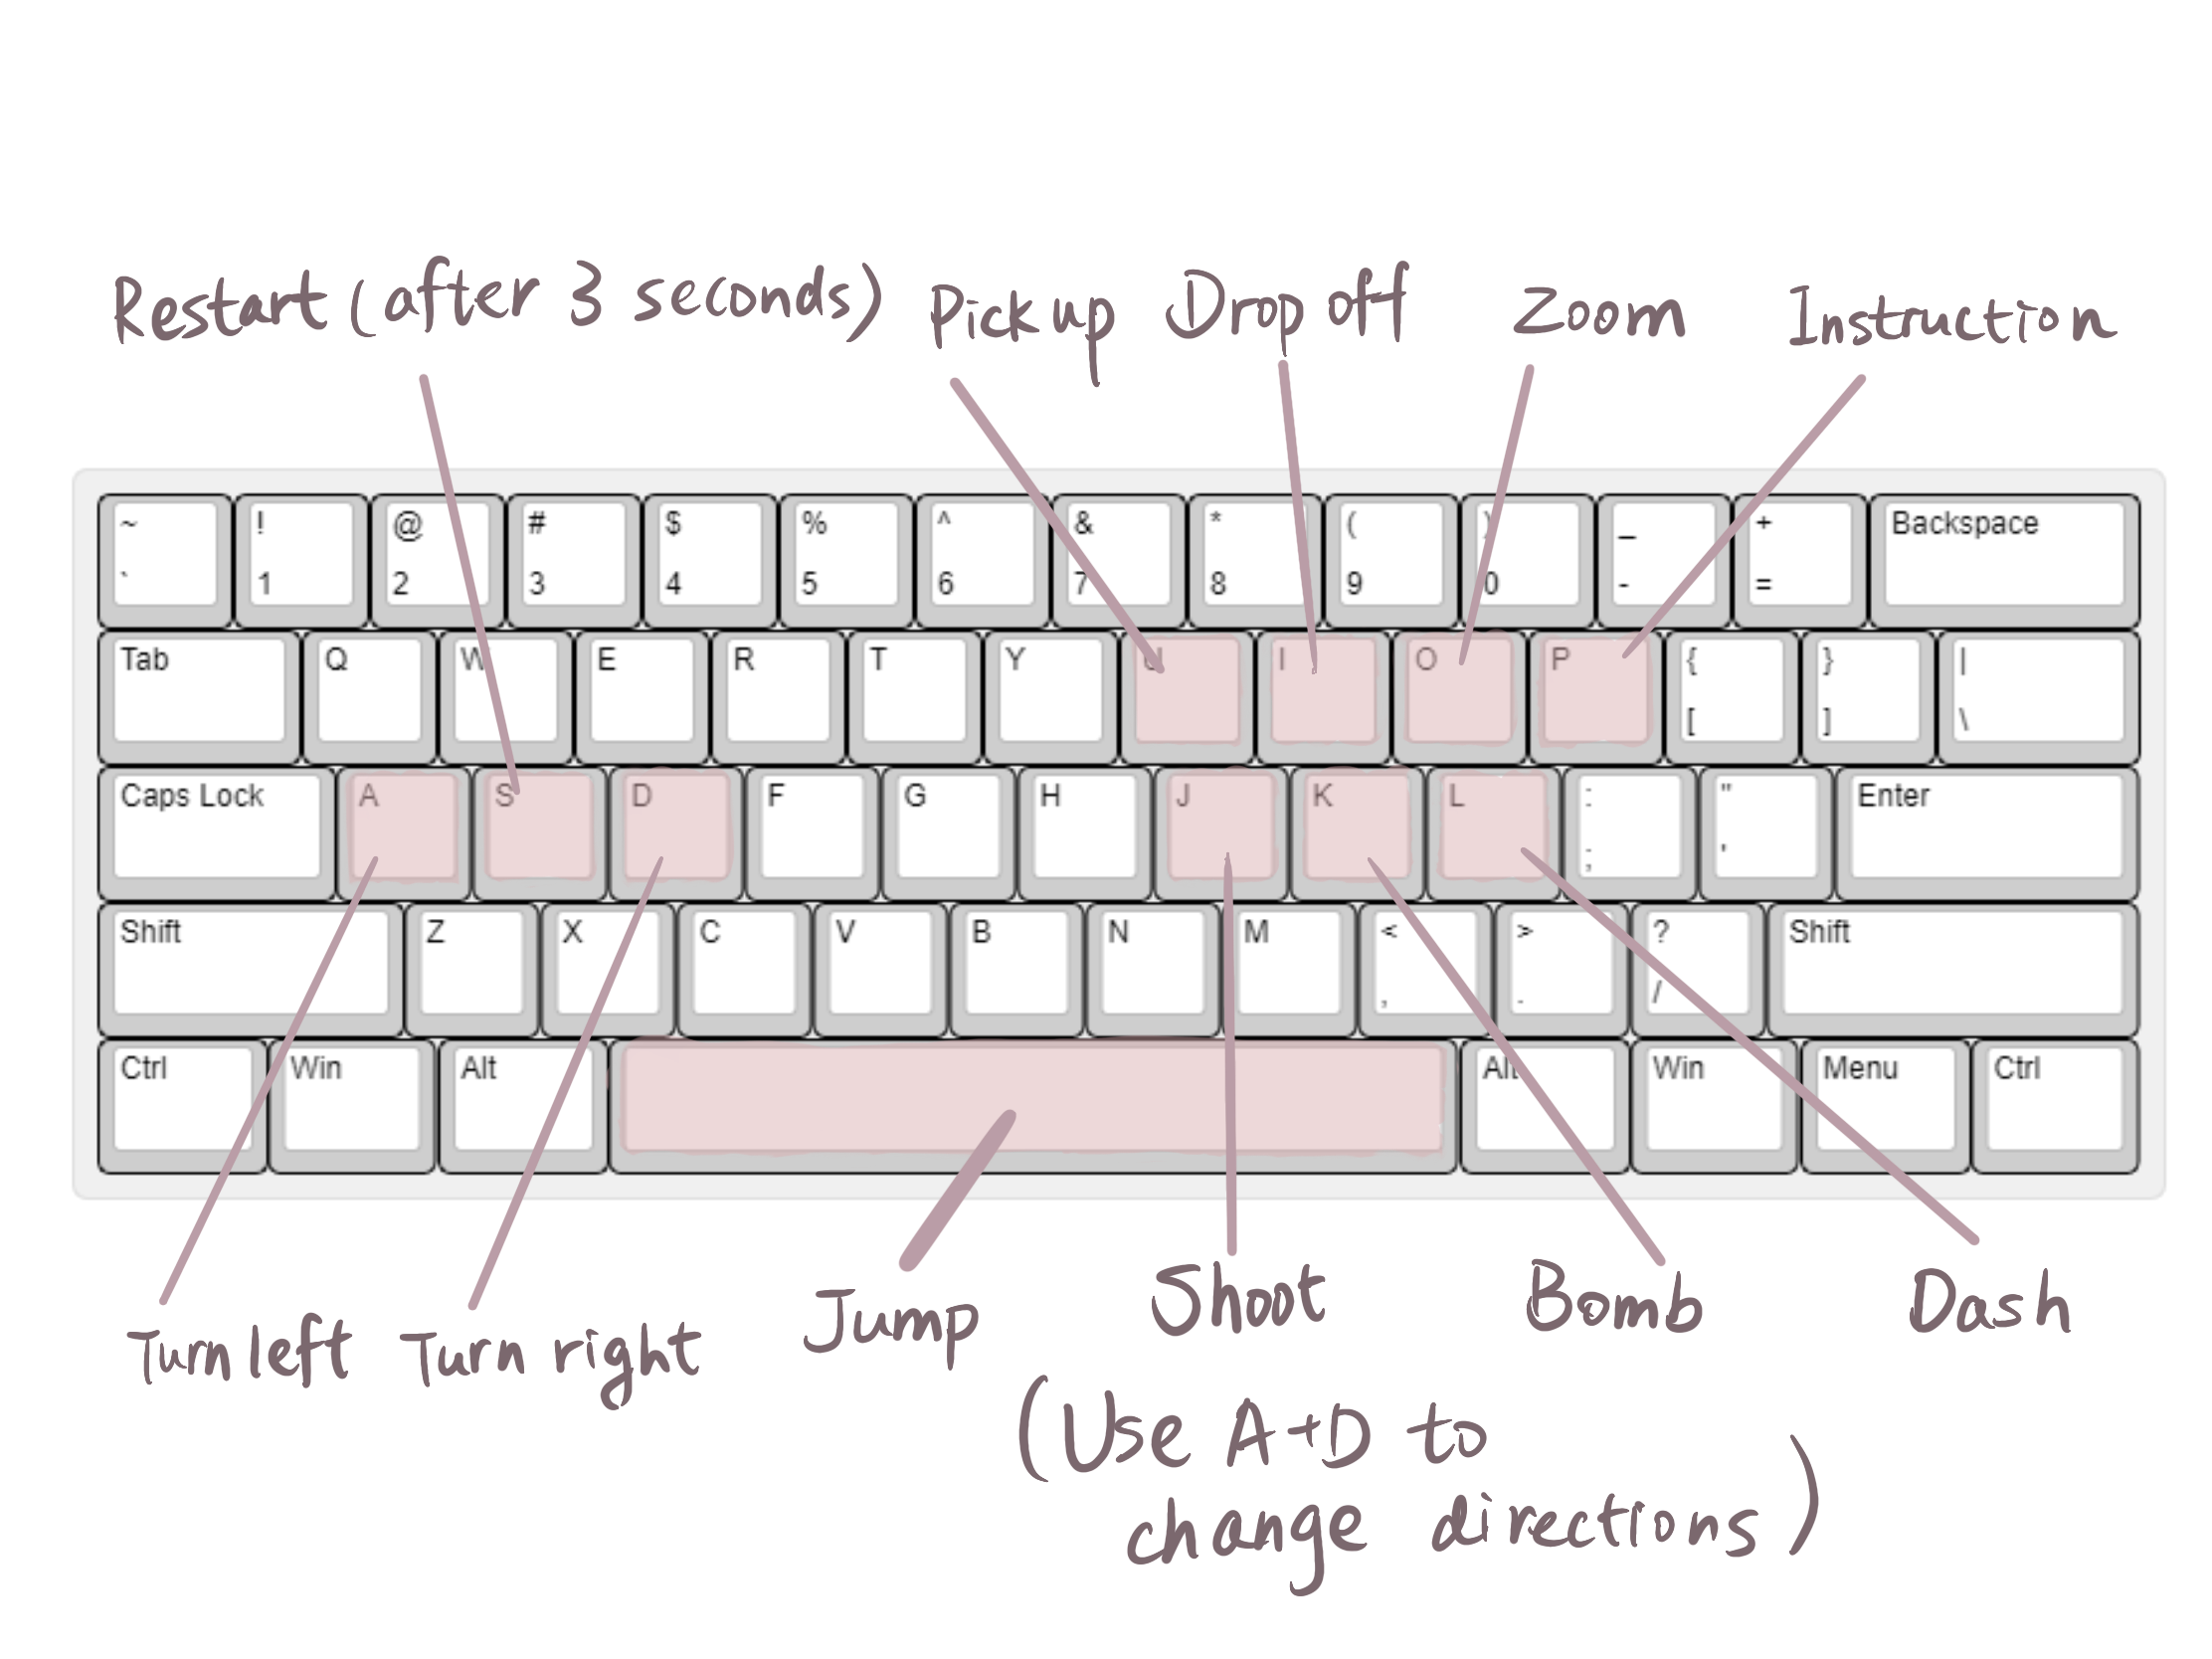 Restart (after 3 seconds) Pick up Drop off Zoom Instruction
~ ! @ # $ % ^ & * ( ) _ + Backspace
` 1 2 3 4 5 6 7 8 9 0 - =
Tab Q W E R T Y U I O P { } |
[ ] \
Caps Lock A S D F G H J K L : " Enter
; '
Shift Z X C V B N M < > ? Shift
, . /
Ctrl Win Alt Alt Win Menu Ctrl
Turn left Turn right Jump Shoot Bomb Dash
(Use A+D to
change directions)